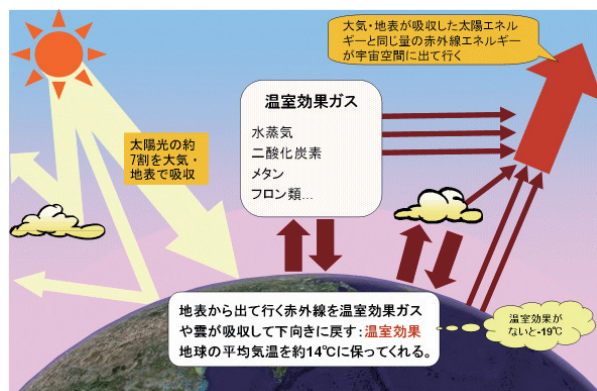 大気・地表が吸収した太陽エネル
ギーと同じ量の赤外線エネルギー
が宇宙空間に出て行く
温室効果ガス
水蒸気
二酸化炭素
メタン
フロン類…
太陽光の約
7割を大気・
地表で吸収
地表から出て行く赤外線を温室効果ガス
や雲が吸収して下向きに戻す：温室効果
地球の平均気温を約14℃に保ってくれる。
温室効果が
ないと-19℃